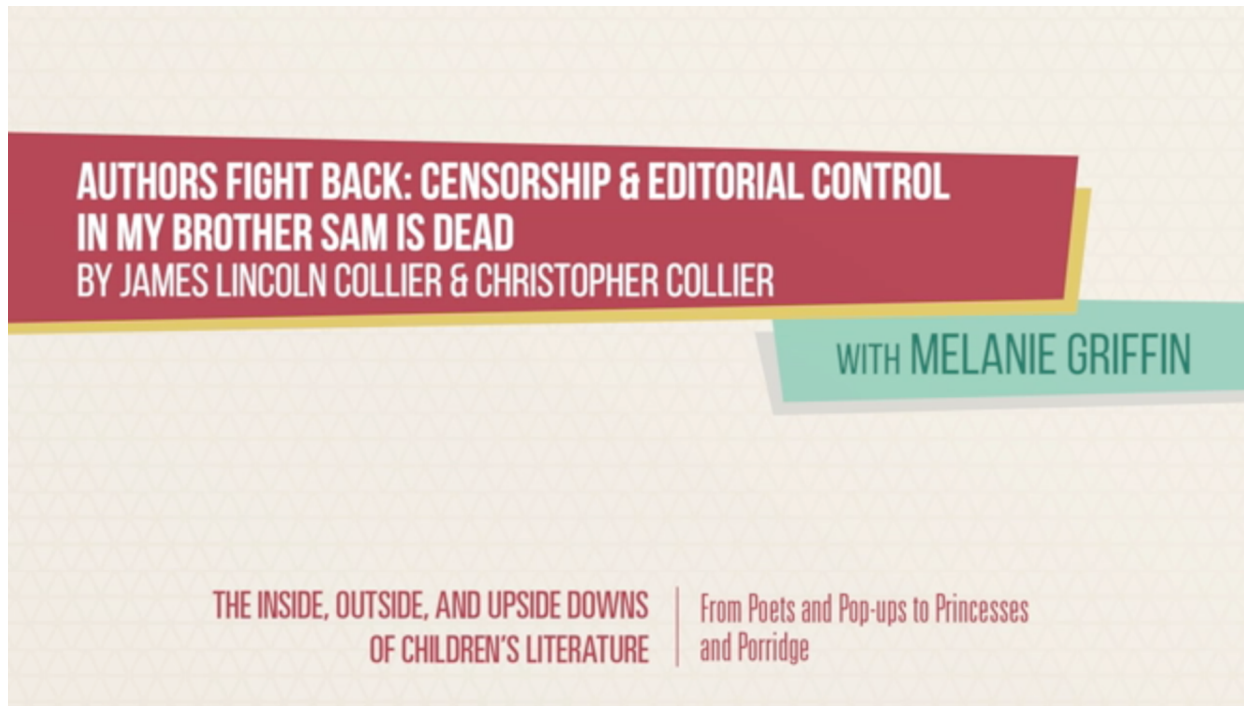 AUTHORS FIGHT BACK: CENSORSHIP & EDITORIAL CONTROL
IN MY BROTHER SAM IS DEAD
BY JAMES LINCOLN COLLIER & CHRISTOPHER COLLIER
WITH MELANIE GRIFFIN
THE INSIDE, OUTSIDE, AND UPSIDE DOWNS
OF CHILDREN'S LITERATURE
From Poets and Pop-ups to Princesses
and Porridge